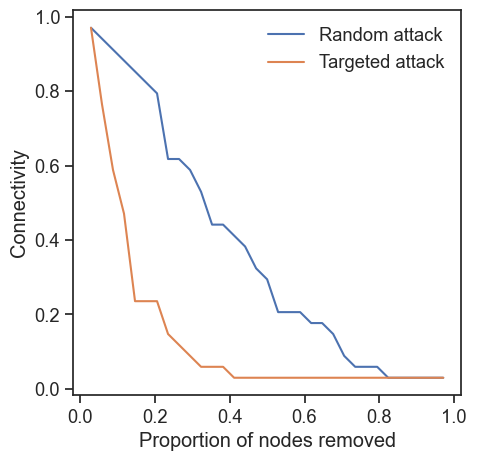 1.0
0.8
0.6
0.4
0.2
0.0
Connectivity
Random attack
Targeted attack
0.0 0.2 0.4 0.6 0.8 1.0
Proportion of nodes removed